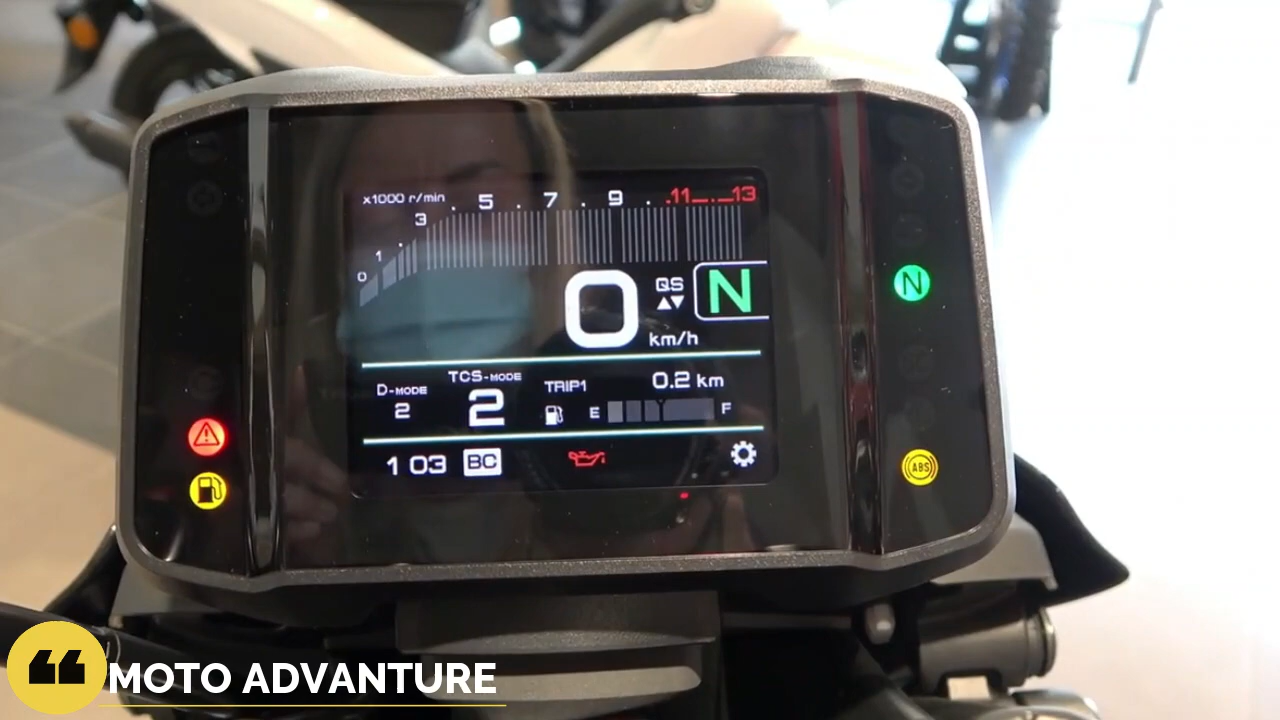 x1000 r/min
0 1 3 5 7 9 11 13
0 QS N
km/h
N
D-MODE TCS-MODE TRIP1 0.2 km
2 2 E F
1 03 BC
ABS
MOTO ADVANTURE